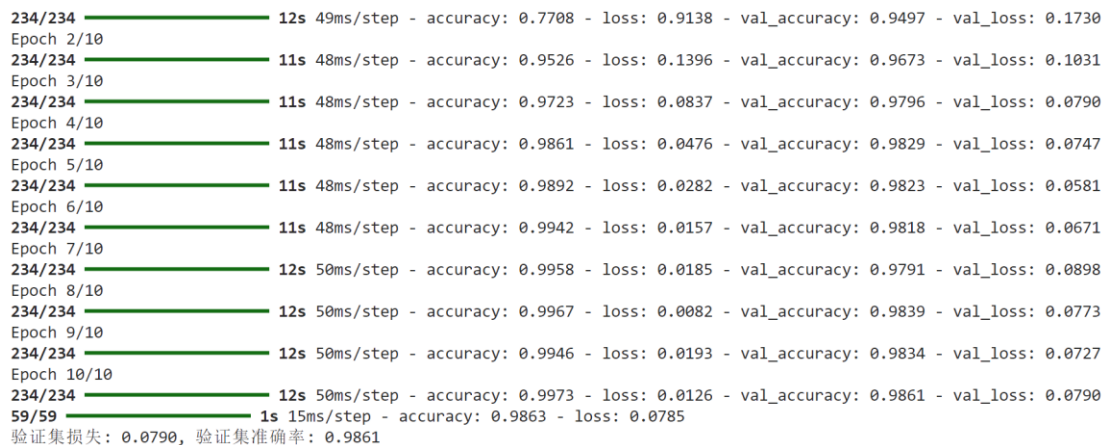 234/234 12s 49ms/step - accuracy: 0.7708 - loss: 0.9138 - val_accuracy: 0.9497 - val_loss: 0.1730
Epoch 2/10
234/234 11s 48ms/step - accuracy: 0.9526 - loss: 0.1396 - val_accuracy: 0.9673 - val_loss: 0.1031
Epoch 3/10
234/234 11s 48ms/step - accuracy: 0.9723 - loss: 0.0837 - val_accuracy: 0.9796 - val_loss: 0.0790
Epoch 4/10
234/234 11s 48ms/step - accuracy: 0.9861 - loss: 0.0476 - val_accuracy: 0.9829 - val_loss: 0.0747
Epoch 5/10
234/234 11s 48ms/step - accuracy: 0.9892 - loss: 0.0282 - val_accuracy: 0.9823 - val_loss: 0.0581
Epoch 6/10
234/234 11s 48ms/step - accuracy: 0.9942 - loss: 0.0157 - val_accuracy: 0.9818 - val_loss: 0.0671
Epoch 7/10
234/234 12s 50ms/step - accuracy: 0.9958 - loss: 0.0185 - val_accuracy: 0.9791 - val_loss: 0.0898
Epoch 8/10
234/234 12s 50ms/step - accuracy: 0.9967 - loss: 0.0082 - val_accuracy: 0.9839 - val_loss: 0.0773
Epoch 9/10
234/234 12s 50ms/step - accuracy: 0.9946 - loss: 0.0193 - val_accuracy: 0.9834 - val_loss: 0.0727
Epoch 10/10
234/234 12s 50ms/step - accuracy: 0.9973 - loss: 0.0126 - val_accuracy: 0.9861 - val_loss: 0.0790
59/59 1s 15ms/step - accuracy: 0.9863 - loss: 0.0785
验证集损失: 0.0790, 验证集准确率: 0.9861